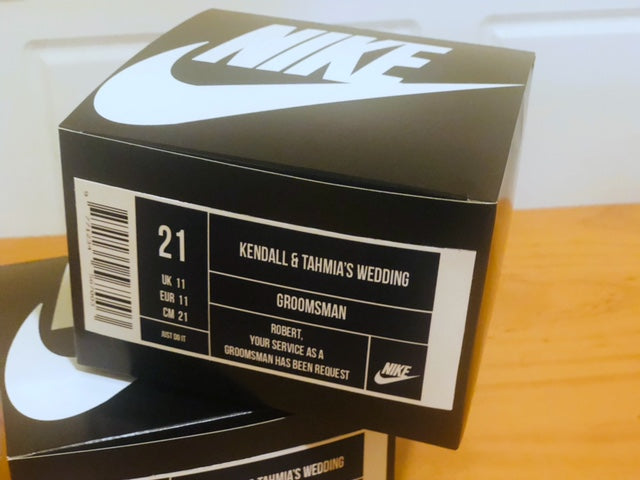 NIKE
21
UK 11
EUR 11
CM 21
JUST DO IT
KENDALL & TAHMIA'S WEDDING
GROOMSMAN
ROBERT,
YOUR SERVICE AS A
GROOMSMAN HAS BEEN REQUEST
NIKE
TAHMIA'S WEDDING